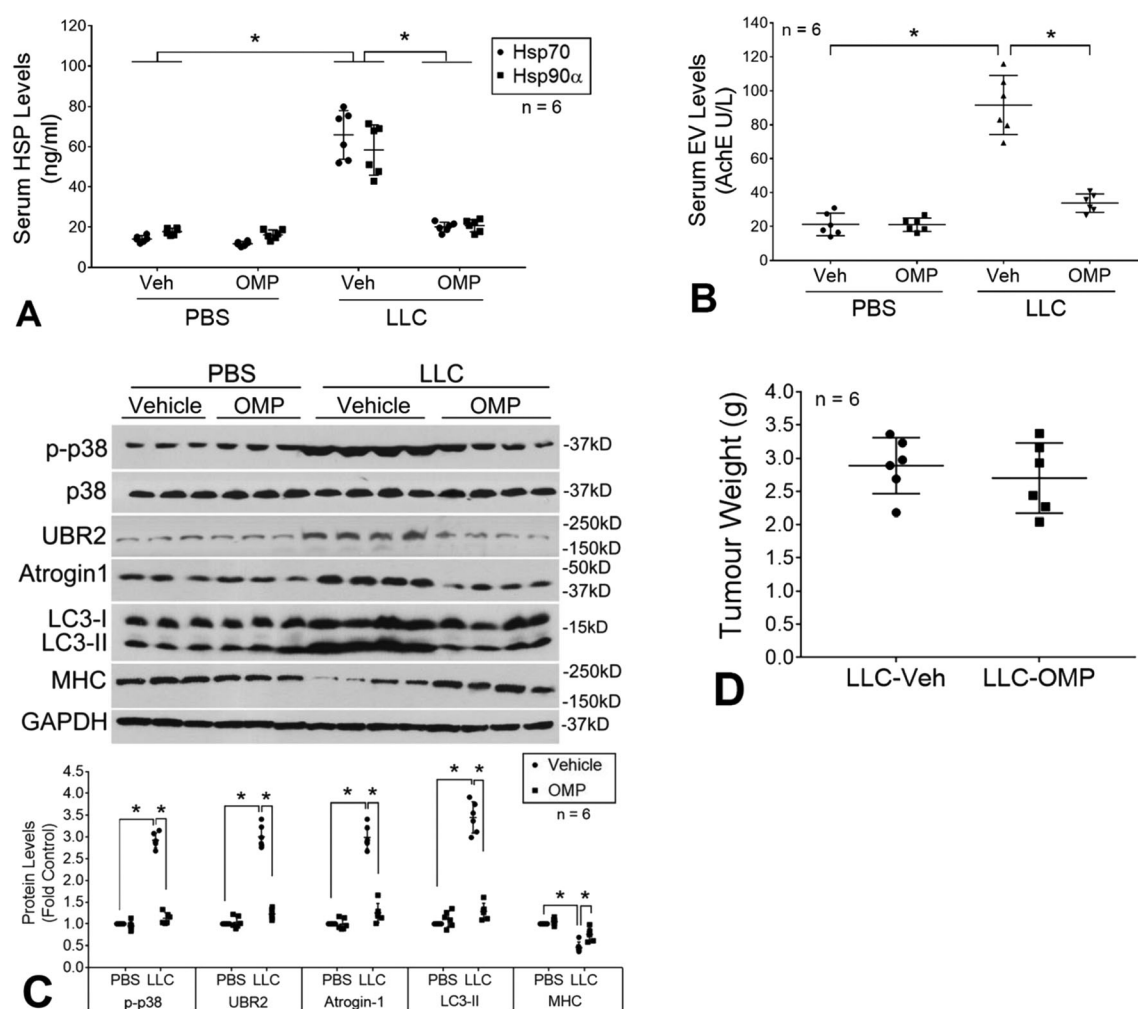 120
100
80
60
40
20
0
Serum HSP Levels
(ng/ml)
*
*
Hsp70
Hsp90α
n = 6
Veh
OMP
Veh
OMP
PBS
LLC
A
140
120
100
80
60
40
20
0
Serum EV Levels
(AchE U/L)
n = 6
*
*
Veh
OMP
Veh
OMP
PBS
LLC
B
PBS
LLC
Vehicle
OMP
Vehicle
OMP
p-p38
-37kD
p38
-37kD
UBR2
-250kD
-150kD
Atrogin1
-50kD
-37kD
LC3-I
-15kD
LC3-II
MHC
-250kD
-150kD
GAPDH
-37kD
4.5
4.0
3.5
3.0
2.5
2.0
1.5
1.0
0.5
0.0
Protein Levels
(Fold Control)
* *
* *
* *
* *
* *
Vehicle
OMP
n = 6
PBS LLC
PBS LLC
PBS LLC
PBS LLC
PBS LLC
p-p38
UBR2
Atrogin-1
LC3-II
MHC
C
4.0
3.5
3.0
2.5
2.0
1.5
1.0
0.5
0.0
Tumour Weight (g)
n = 6
LLC-Veh
LLC-OMP
D